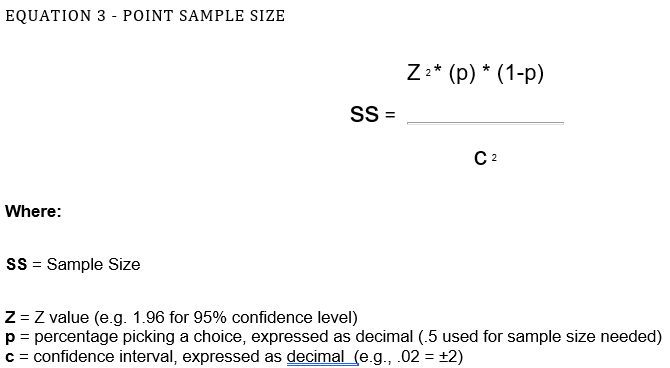 EQUATION 3 - POINT SAMPLE SIZE
Z ²* (p) * (1-p)
SS =
C ²
Where:
SS = Sample Size
Z = Z value (e.g. 1.96 for 95% confidence level)
p = percentage picking a choice, expressed as decimal (.5 used for sample size needed)
c = confidence interval, expressed as decimal (e.g., .02 = ±2)